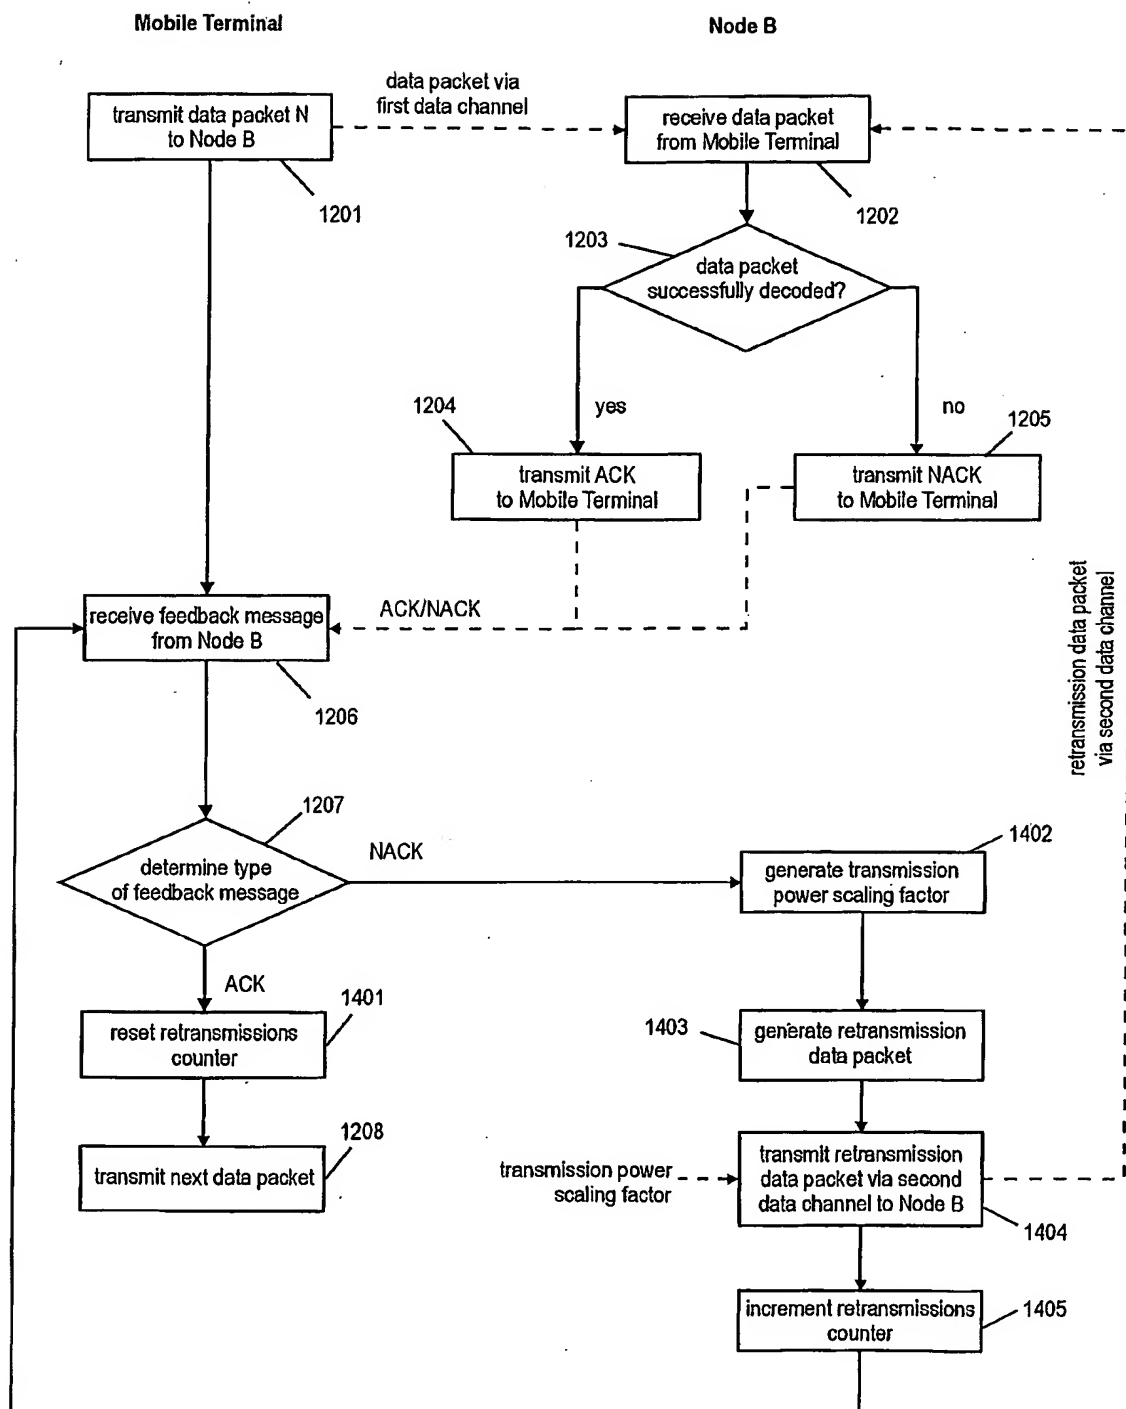 Mobile Terminal
Node B
data packet via
first data channel
transmit data packet N
to Node B
receive data packet
from Mobile Terminal
1201
1202
1203
data packet
successfully decoded?
1204
yes
no
1205
transmit ACK
to Mobile Terminal
transmit NACK
to Mobile Terminal
retransmission data packet
via second data channel
receive feedback message
from Node B
ACK/NACK
1206
1207
determine type
of feedback message
NACK
1402
generate transmission
power scaling factor
ACK
1401
reset retransmissions
counter
1403
generate retransmission
data packet
1208
transmit next data packet
transmission power
scaling factor
transmit retransmission
data packet via second
data channel to Node B
1404
increment retransmissions
counter
1405